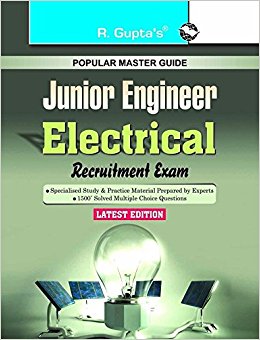 R. Gupta's®
POPULAR MASTER GUIDE
Junior Engineer
Electrical
Recruitment Exam
• Specialised Study & Practice Material Prepared by Experts
• 1500+ Solved Multiple Choice Questions
LATEST EDITION